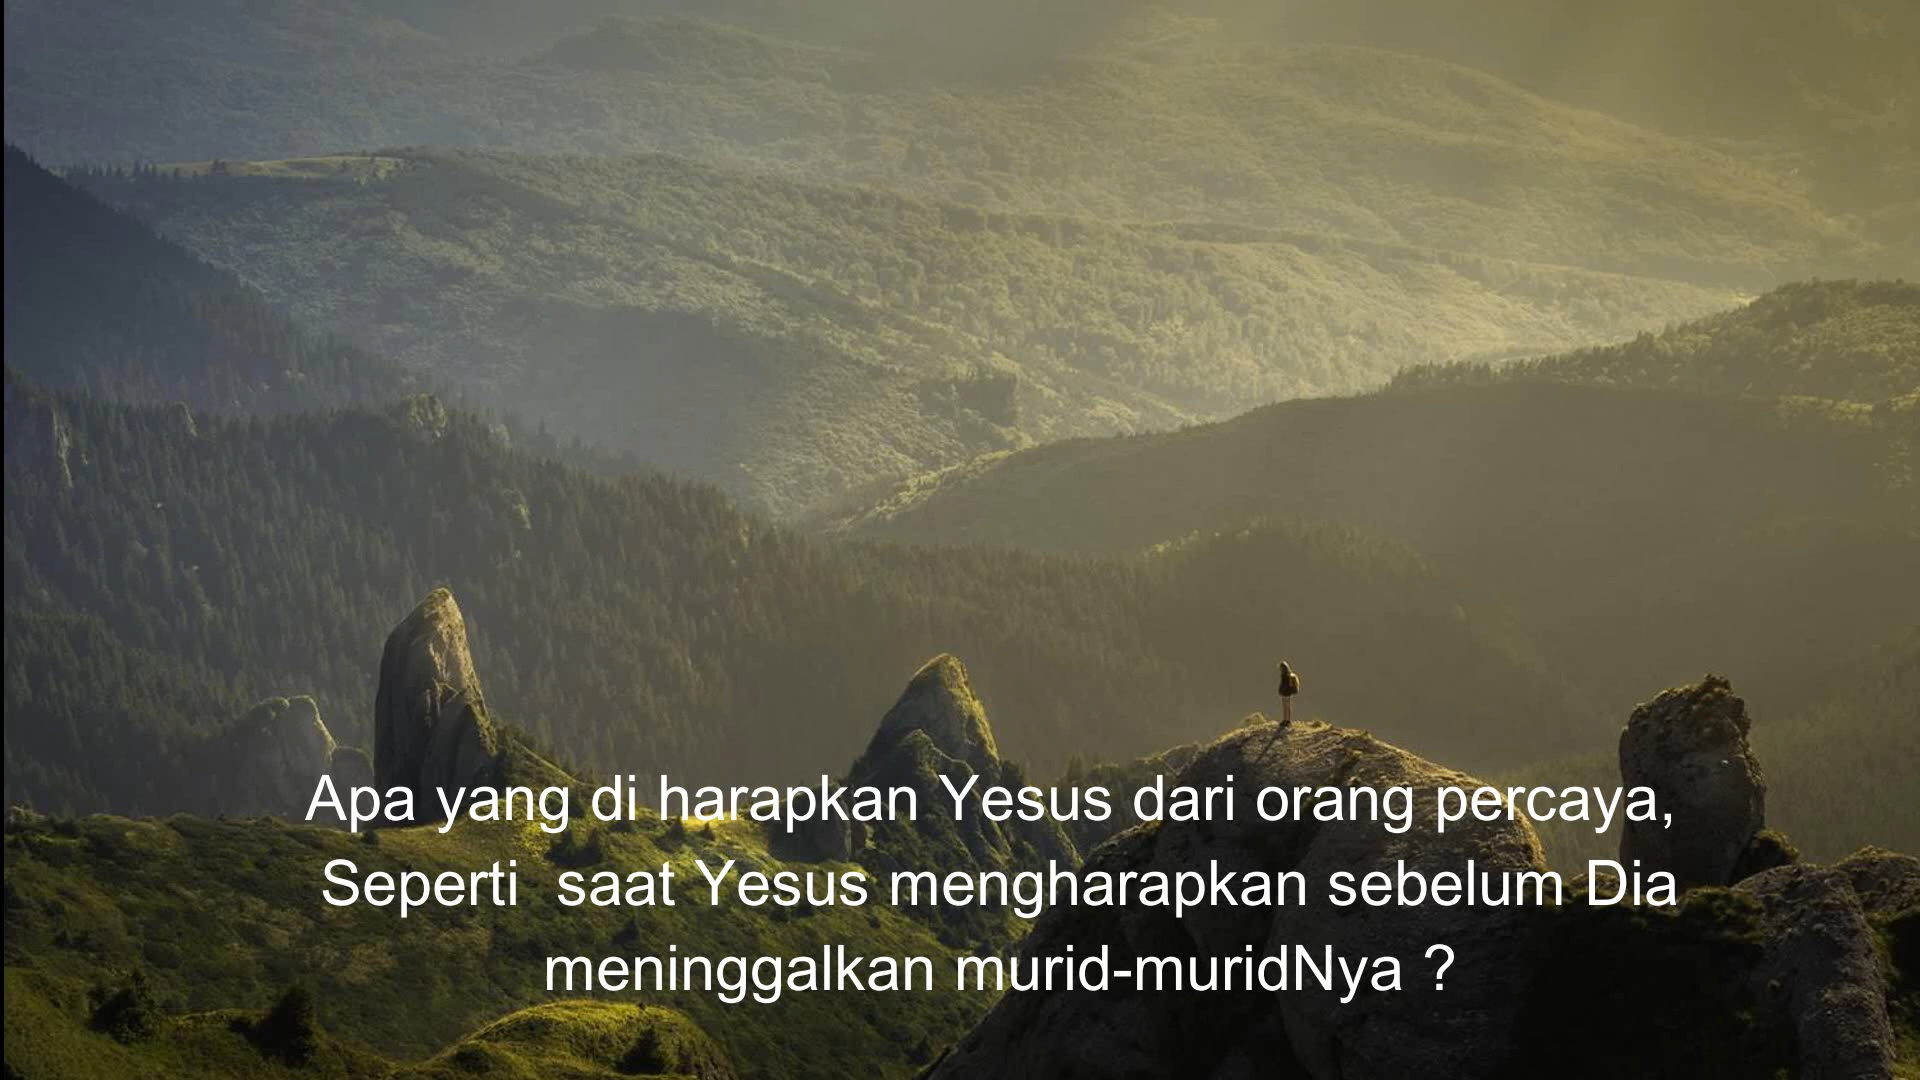 Apa yang di harapkan Yesus dari orang percaya,
Seperti  saat Yesus mengharapkan sebelum Dia
meninggalkan murid-muridNya ?